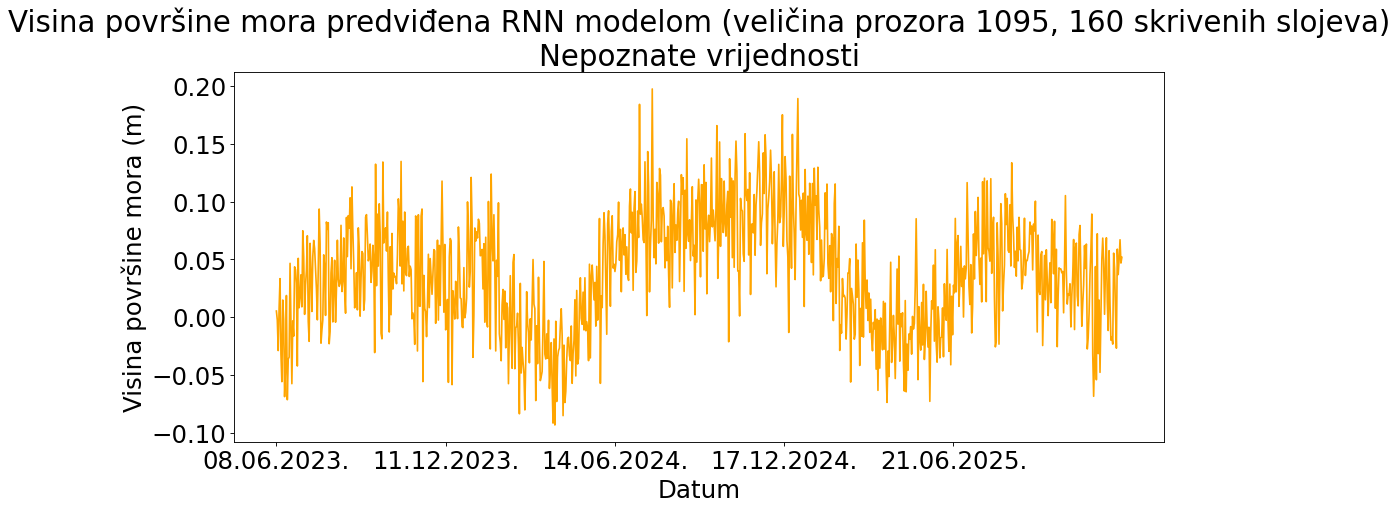 Visina površine mora predviđena RNN modelom (veličina prozora 1095, 160 skrivenih slojeva)
Nepoznate vrijednosti
Visina površine mora (m)
0.20
0.15
0.10
0.05
0.00
−0.05
−0.10
08.06.2023. 11.12.2023. 14.06.2024. 17.12.2024. 21.06.2025.
Datum